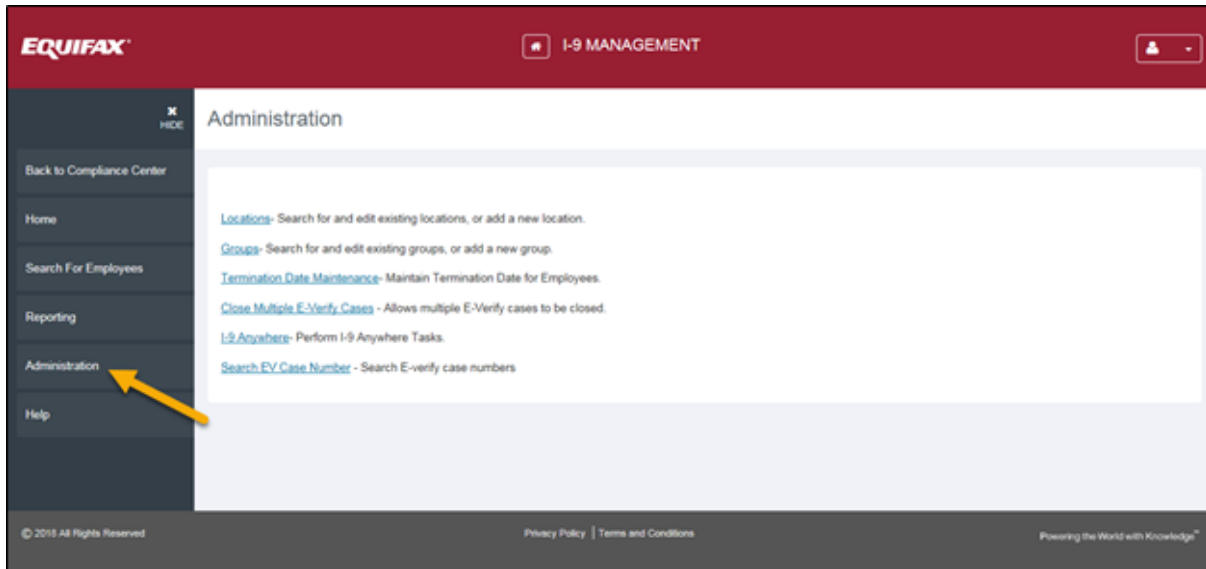 EQUIFAX
I-9 MANAGEMENT
HIDE
Administration
Back to Compliance Center
Home
Search For Employees
Reporting
Administration
Help
Locations- Search for and edit existing locations, or add a new location.
Groups- Search for and edit existing groups, or add a new group.
Termination Date Maintenance- Maintain Termination Date for Employees.
Close Multiple E-Verify Cases - Allows multiple E-Verify cases to be closed.
I-9 Anywhere- Perform I-9 Anywhere Tasks.
Search EV Case Number - Search E-verify case numbers
© 2018 All Rights Reserved
Privacy Policy | Terms and Conditions
Powering the World with Knowledge™